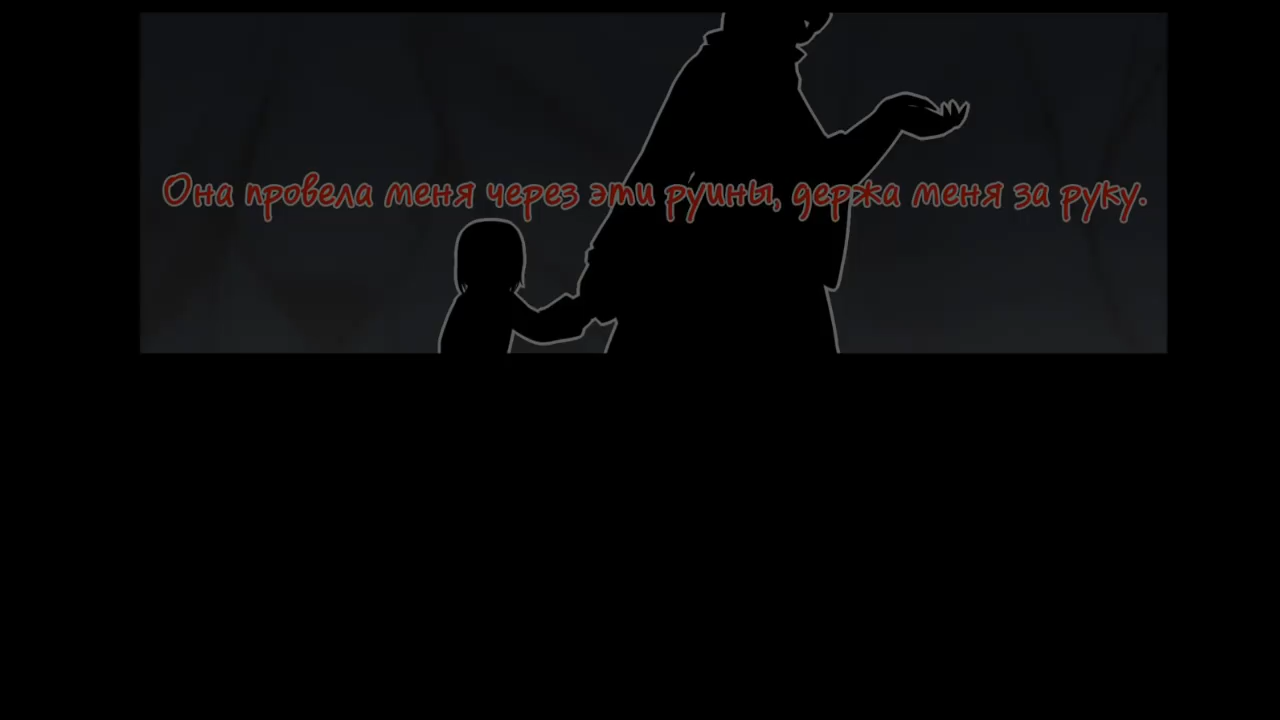 Она провела меня через эти руины, держа меня за руку.